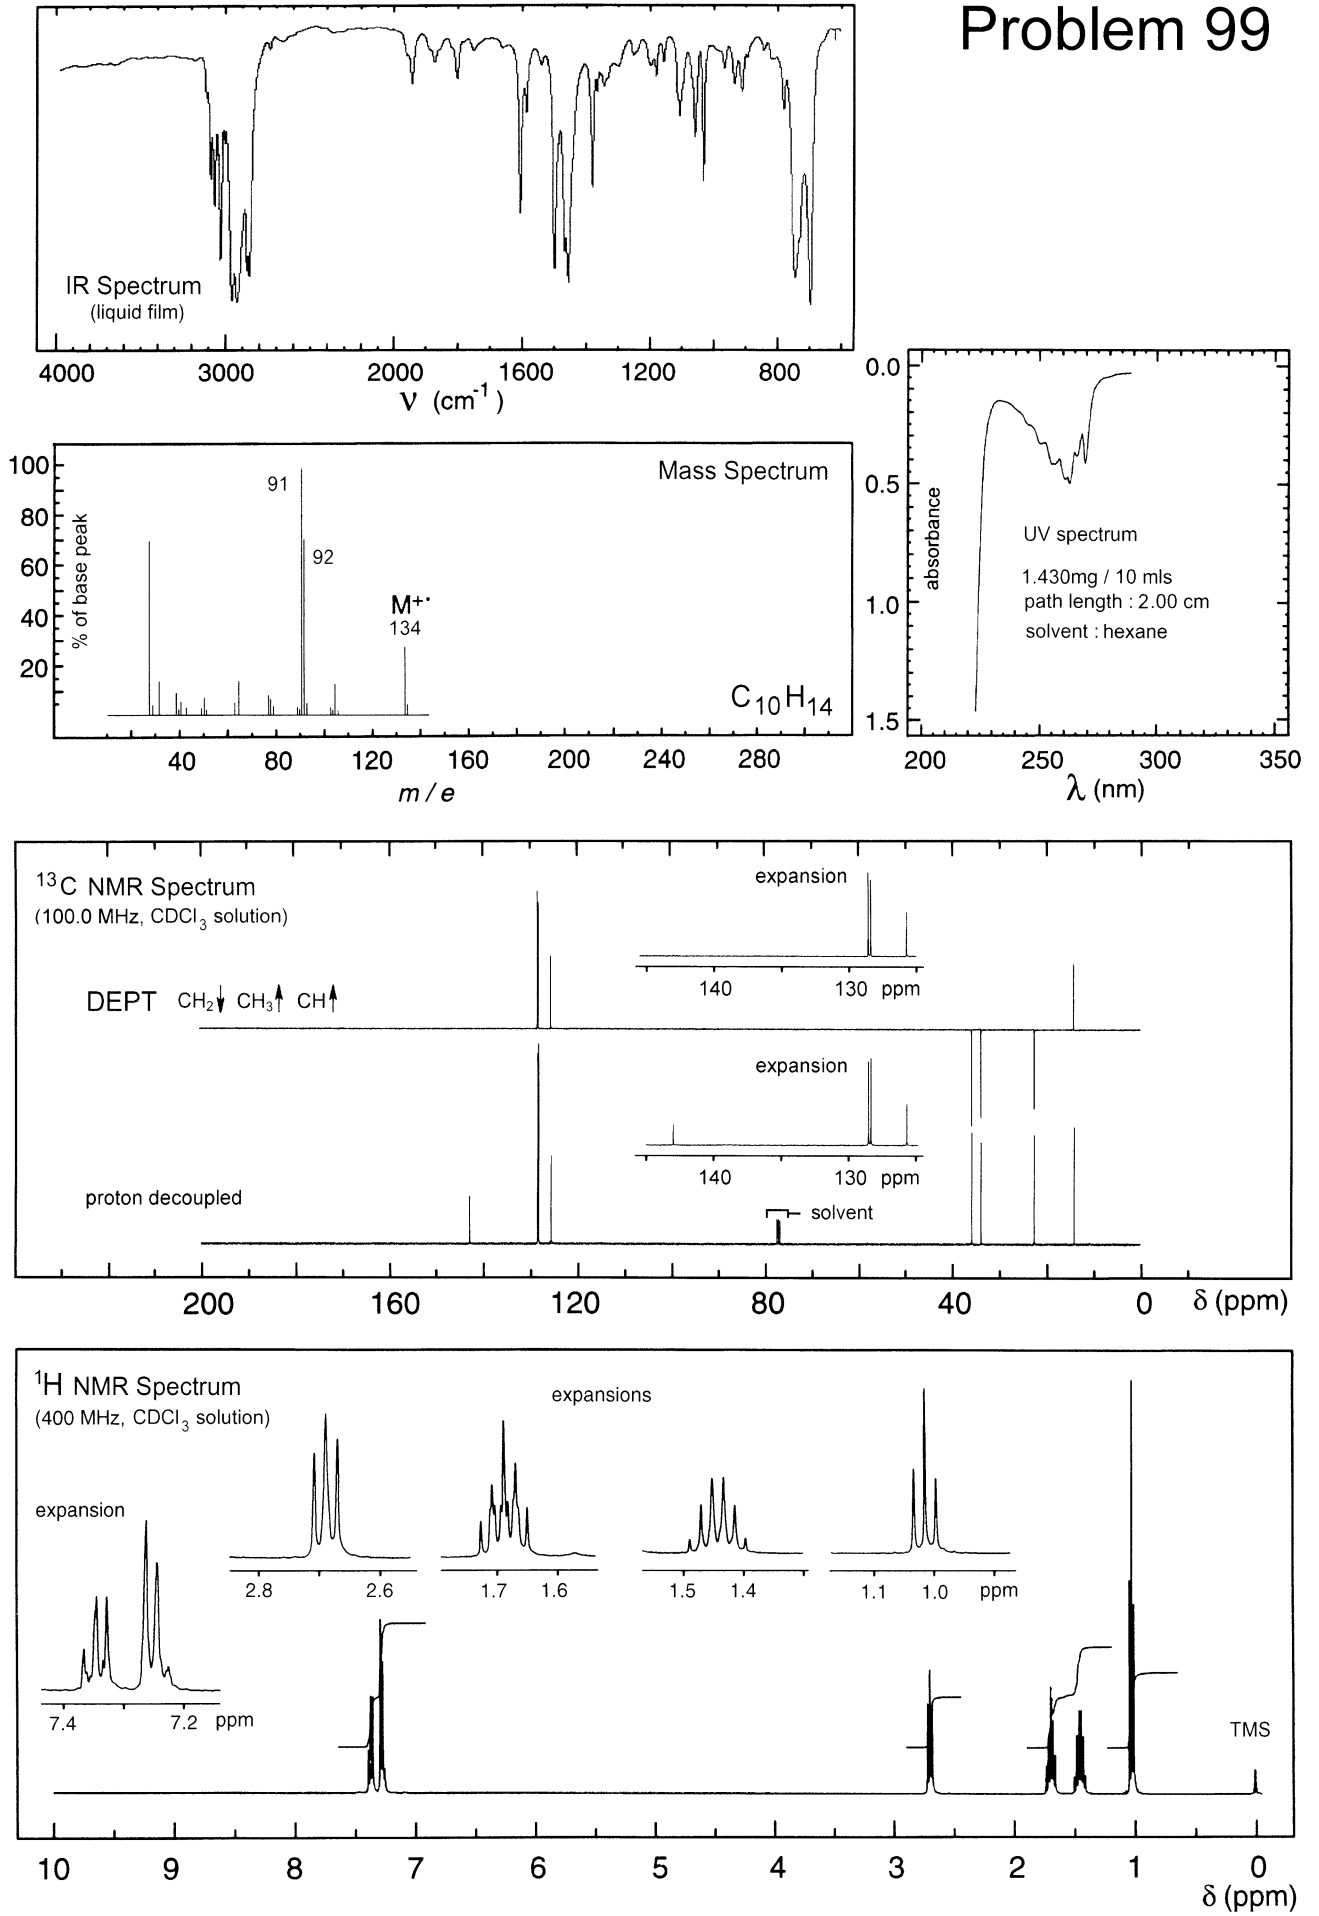 Problem 99
IR Spectrum
(liquid film)
4000 3000 2000 1600 1200 800
ν (cm-1)
100
80
60
40
20
% of base peak
Mass Spectrum
91
92
M+·
134
C10H14
40 80 120 160 200 240 280
m / e
0.0
0.5
1.0
1.5
absorbance
UV spectrum
1.430mg / 10 mls
path length : 2.00 cm
solvent : hexane
200 250 300 350
λ (nm)
13C NMR Spectrum
(100.0 MHz, CDCl3 solution)
expansion
140 130 ppm
DEPT CH2↓ CH3↑ CH↑
expansion
140 130 ppm
proton decoupled
solvent
200 160 120 80 40 0 δ (ppm)
1H NMR Spectrum
(400 MHz, CDCl3 solution)
expansions
expansion
2.8 2.6
1.7 1.6
1.5 1.4
1.1 1.0 ppm
7.4 7.2 ppm
TMS
10 9 8 7 6 5 4 3 2 1 0
δ (ppm)